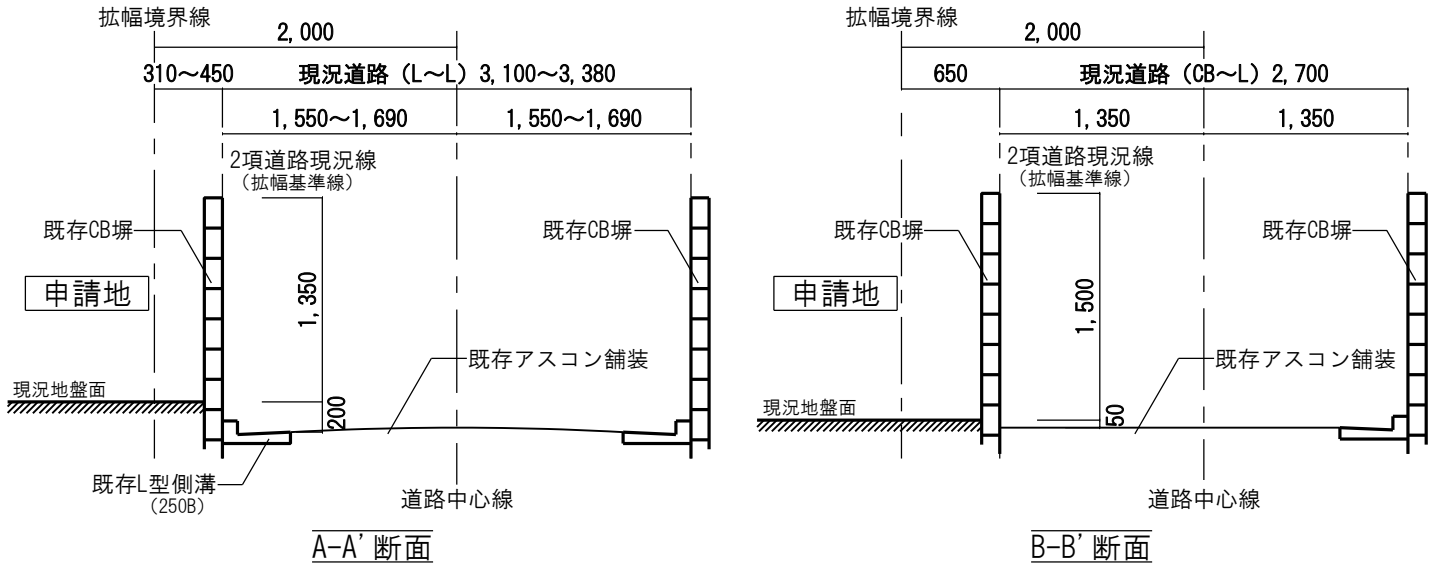 拡幅境界線
2,000
310～450
現況道路 (L～L) 3,100～3,380
1,550～1,690
1,550～1,690
2項道路現況線
(拡幅基準線)
既存CB塀
既存CB塀
申請地
1,350
既存アスコン舗装
現況地盤面
200
既存L型側溝
(250B)
道路中心線
A-A' 断面
拡幅境界線
2,000
650
現況道路 (CB～L) 2,700
1,350
1,350
2項道路現況線
(拡幅基準線)
既存CB塀
既存CB塀
申請地
1,500
既存アスコン舗装
現況地盤面
50
道路中心線
B-B' 断面